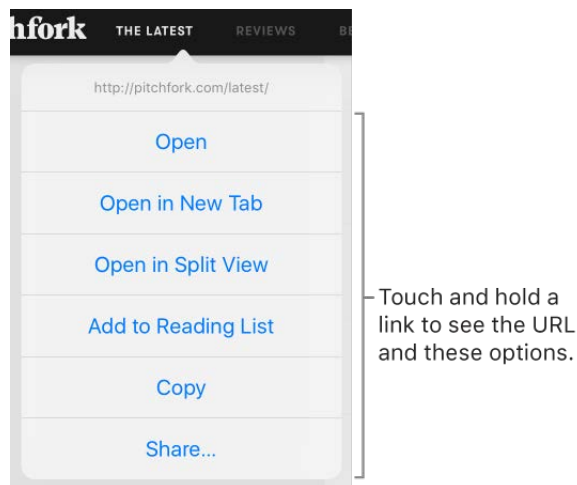 hfork THE LATEST REVIEWS BE
http://pitchfork.com/latest/
Open
Open in New Tab
Open in Split View
Add to Reading List
Copy
Share...
Touch and hold a
link to see the URL
and these options.